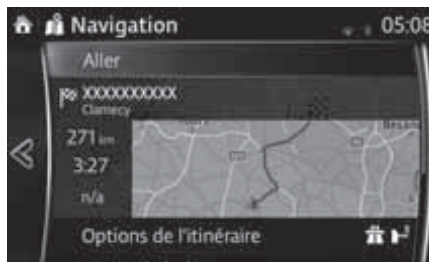 Navigation 05:08
Aller
XXXXXXXXXX
Clamecy
271 km
3:27
n/a
Options de l'itinéraire